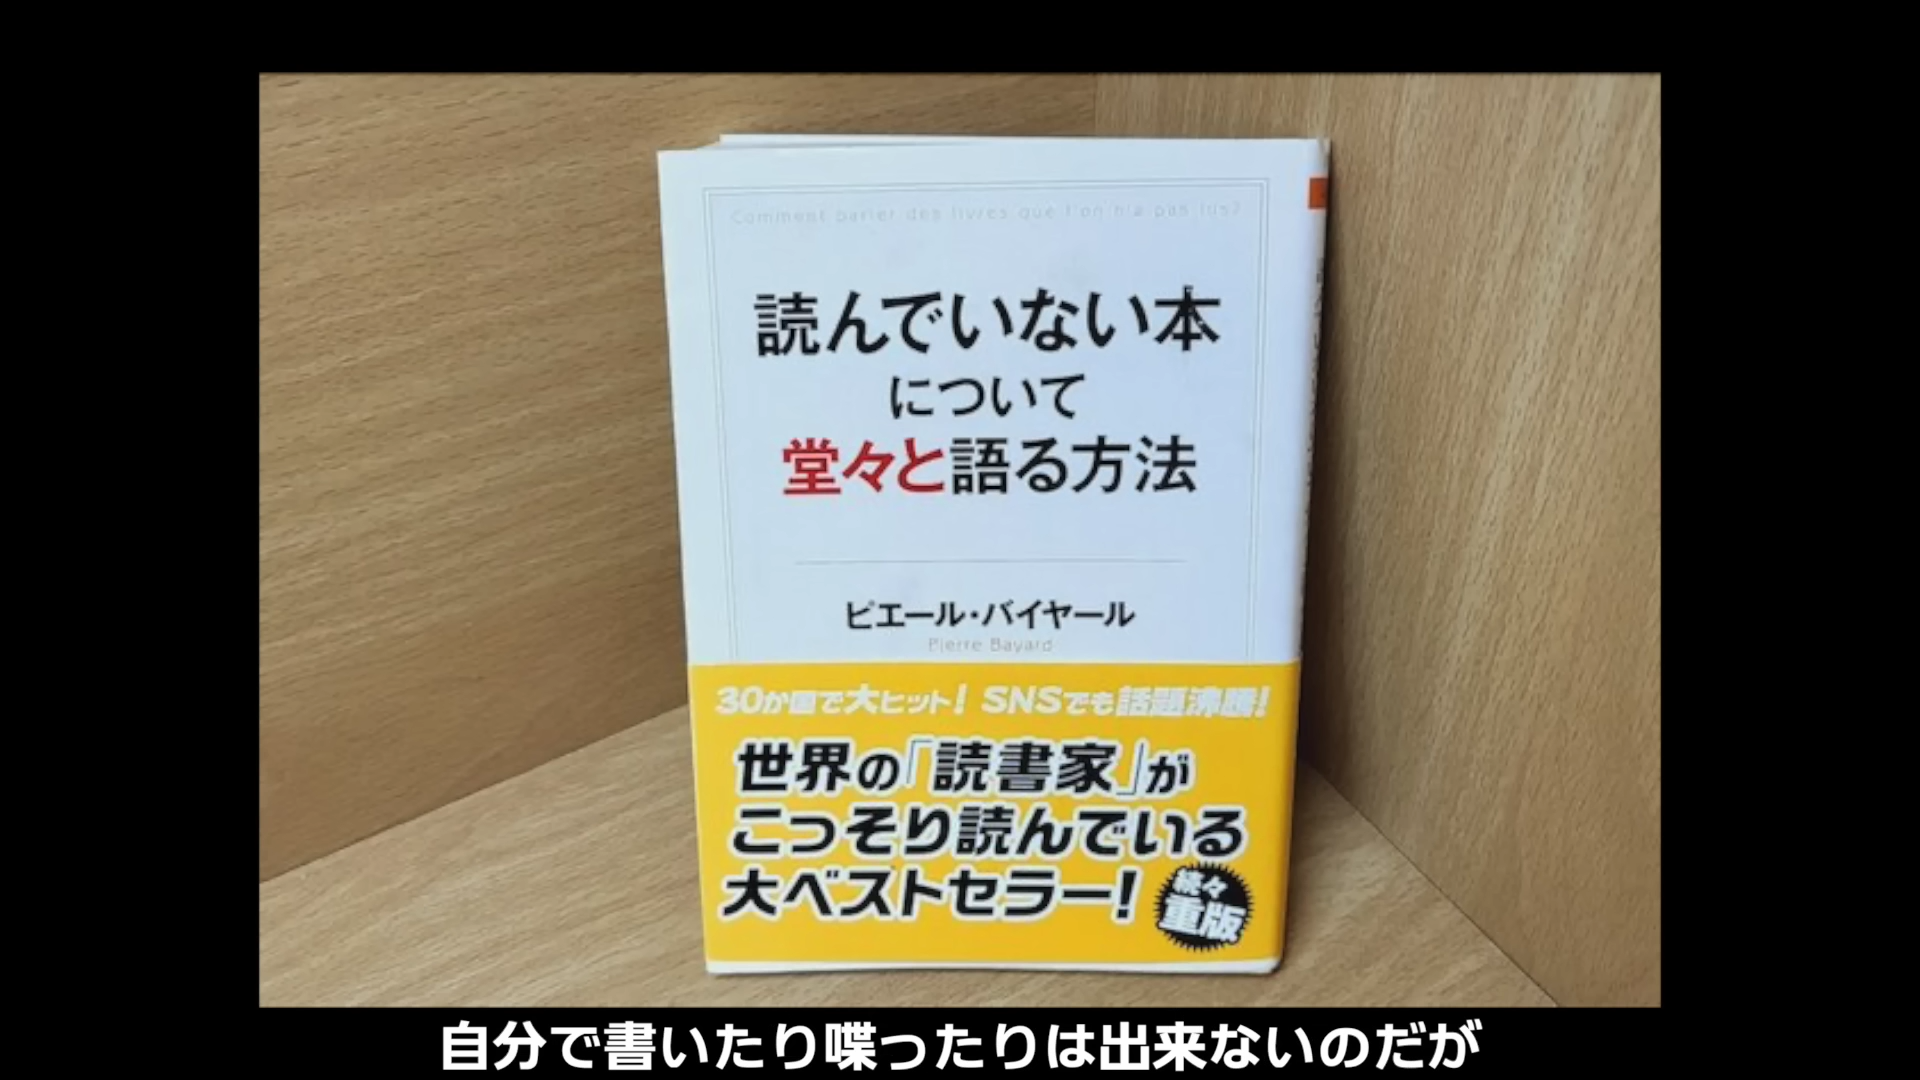 Comment parler des livres que l'on n'a pas lus?
読んでいない本
について
堂々と語る方法
ピエール・バイヤール
Pierre Bayard
30か国で大ヒット! SNSでも話題沸騰!
世界の「読書家」が
こっそり読んでいる
大ベストセラー!
続々
重版
自分で書いたり喋ったりは出来ないのだが